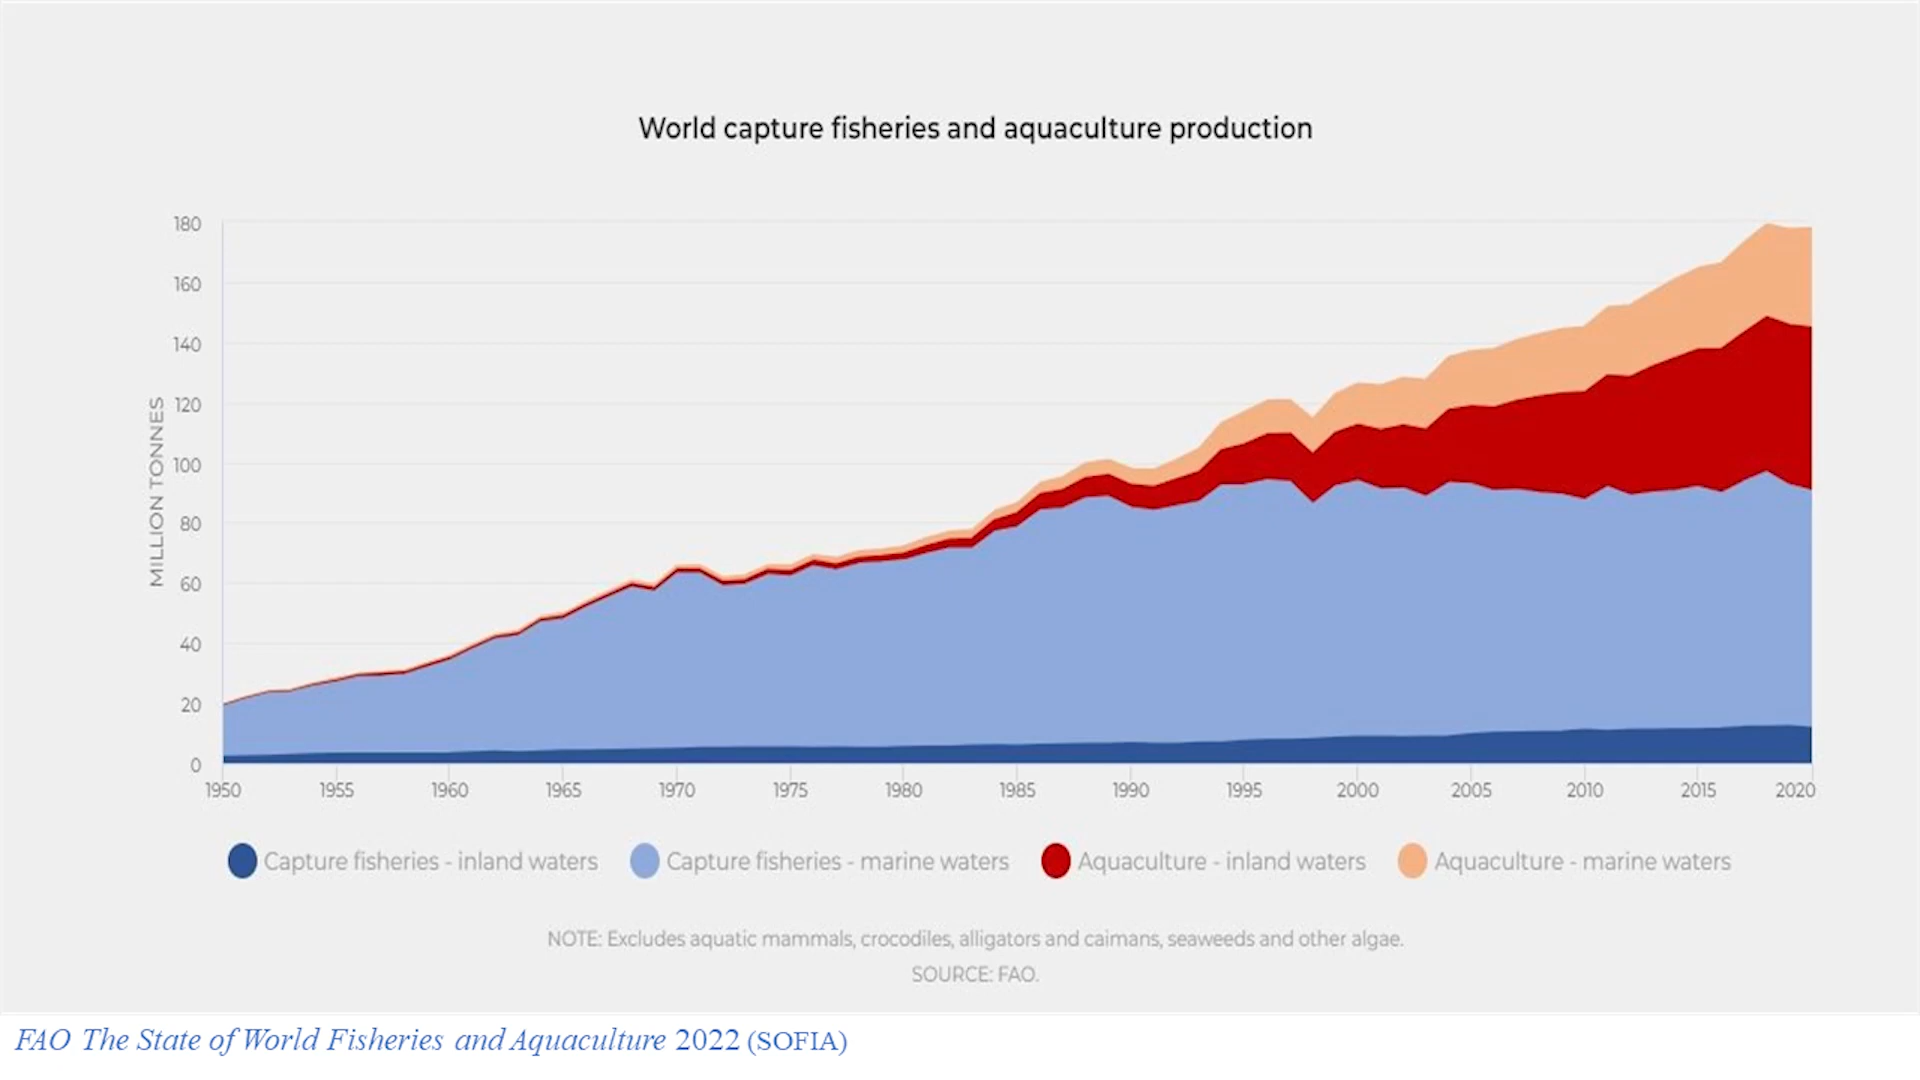 World capture fisheries and aquaculture production
MILLION TONNES
180
160
140
120
100
80
60
40
20
0
1950 1955 1960 1965 1970 1975 1980 1985 1990 1995 2000 2005 2010 2015 2020
Capture fisheries - inland waters Capture fisheries - marine waters Aquaculture - inland waters Aquaculture - marine waters
NOTE: Excludes aquatic mammals, crocodiles, alligators and caimans, seaweeds and other algae.
SOURCE: FAO.
FAO The State of World Fisheries and Aquaculture 2022 (SOFIA)